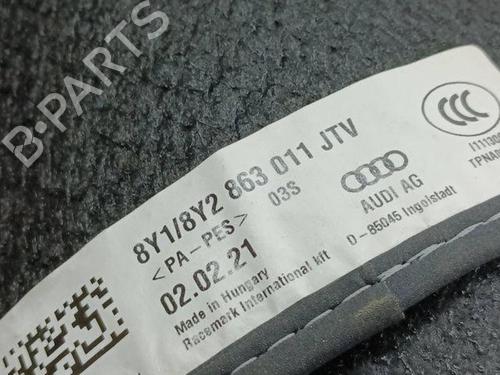 B-Parts
8Y1/8Y2 863 011 JTV
<PA-PES> 03S
02.02.21
Made in Hungary
Racemark International kft
CCC
AUDI AG
D-85045 Ingolstadt